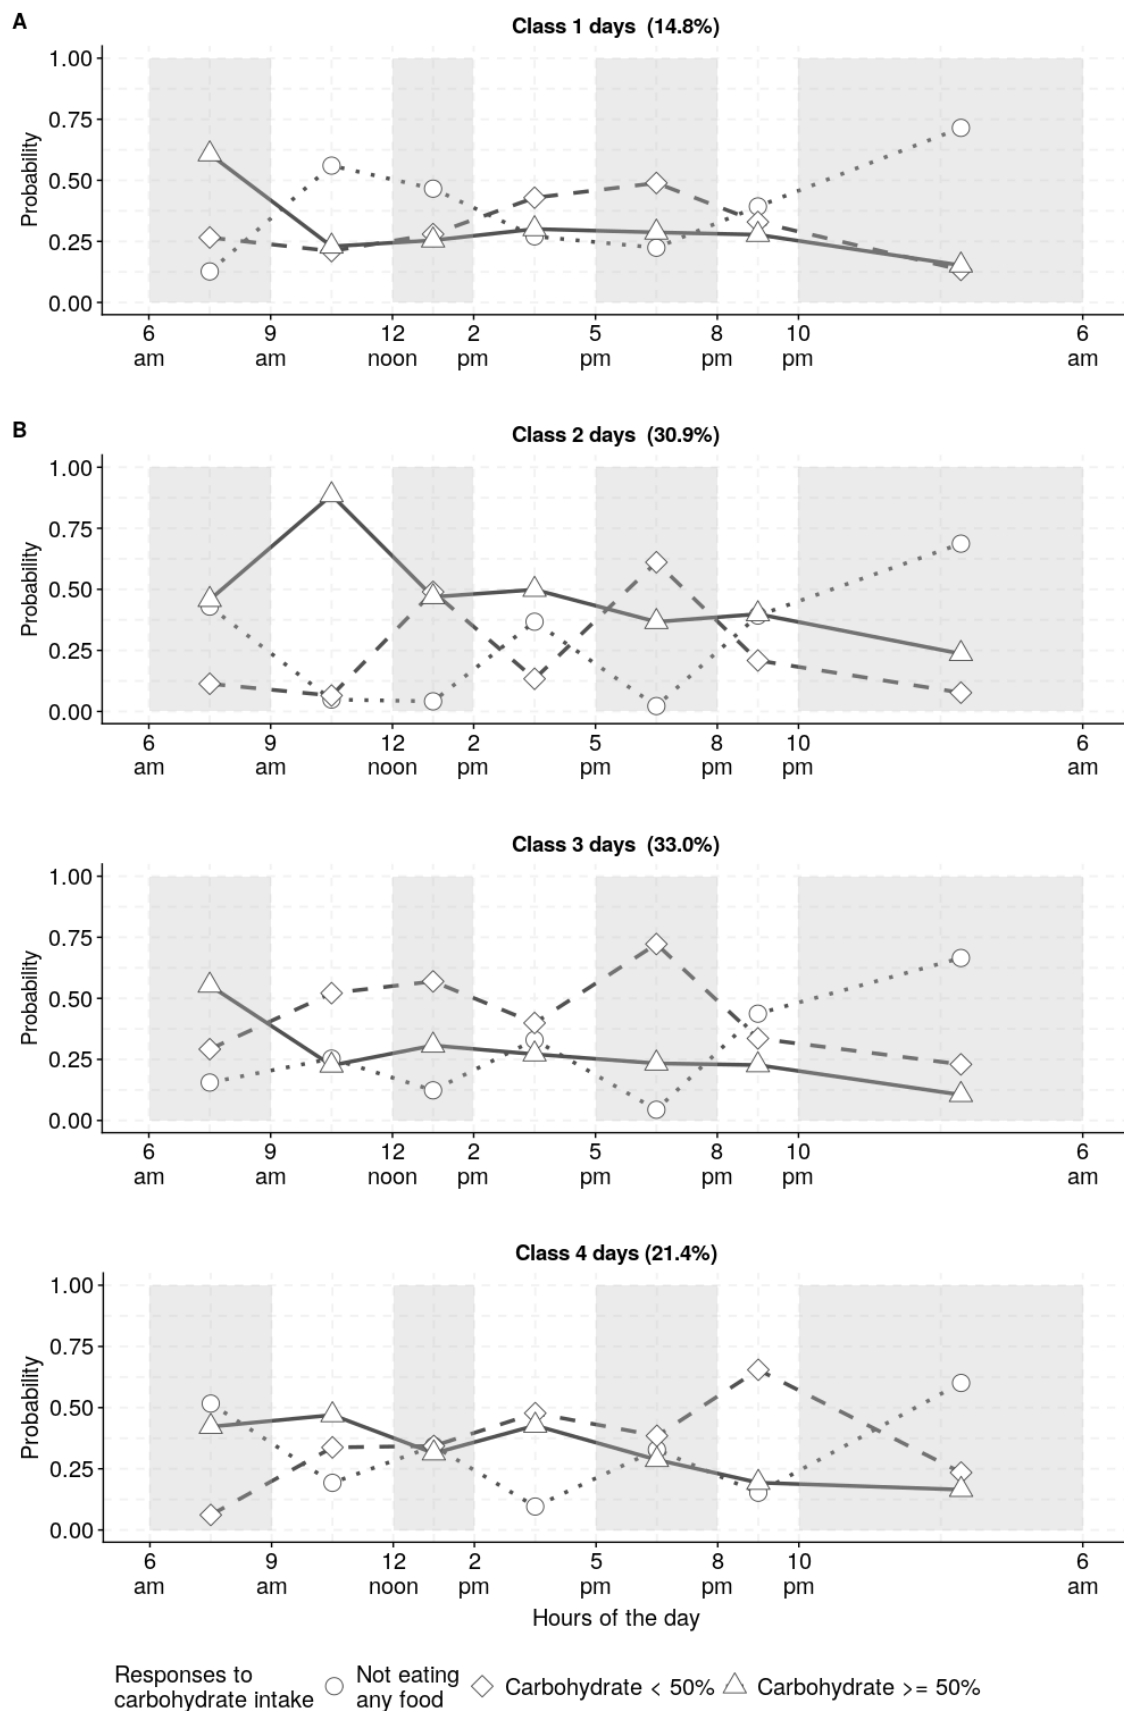 A
Class 1 days (14.8%)
Probability
1.00
0.75
0.50
0.25
0.00
6 9 12 2 5 8 10 6
am am noon pm pm pm pm am
B
Class 2 days (30.9%)
Probability
1.00
0.75
0.50
0.25
0.00
6 9 12 2 5 8 10 6
am am noon pm pm pm pm am
Class 3 days (33.0%)
Probability
1.00
0.75
0.50
0.25
0.00
6 9 12 2 5 8 10 6
am am noon pm pm pm pm am
Class 4 days (21.4%)
Probability
1.00
0.75
0.50
0.25
0.00
6 9 12 2 5 8 10 6
am am noon pm pm pm pm am
Hours of the day
Responses to
carbohydrate intake
Not eating
any food
Carbohydrate < 50%
Carbohydrate >= 50%